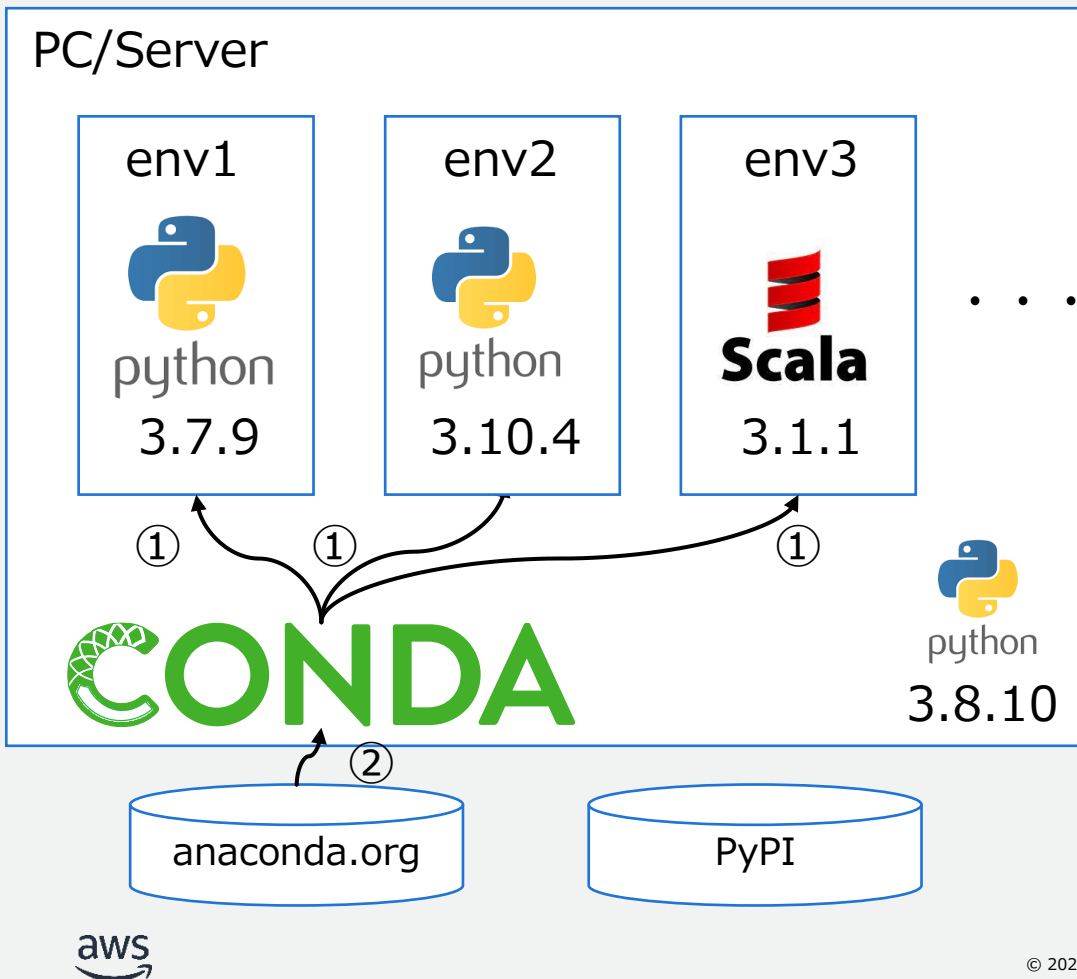 PC/Server
env1
env2
env3
python
python
Scala
. . .
3.7.9
3.10.4
3.1.1
①
①
①
python
3.8.10
CONDA
②
anaconda.org
PyPI
aws
© 202